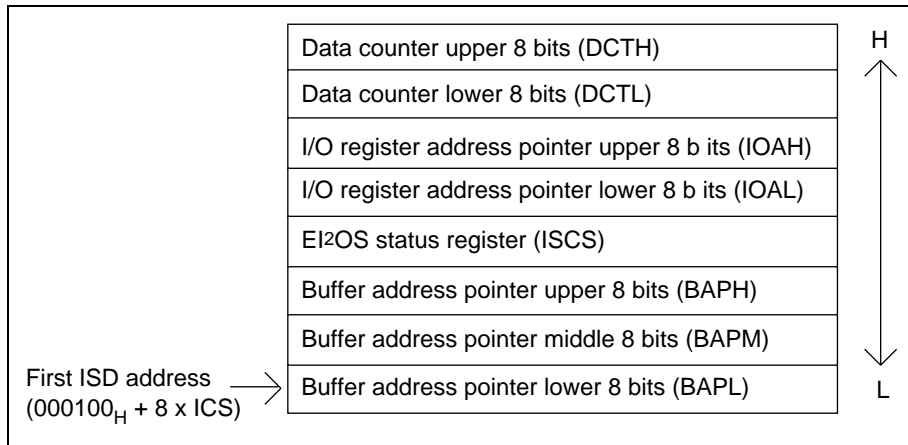 Data counter upper 8 bits (DCTH)
H
Data counter lower 8 bits (DCTL)
I/O register address pointer upper 8 b its (IOAH)
I/O register address pointer lower 8 b its (IOAL)
EI2OS status register (ISCS)
Buffer address pointer upper 8 bits (BAPH)
Buffer address pointer middle 8 bits (BAPM)
First ISD address
(000100H + 8 x ICS)
Buffer address pointer lower 8 bits (BAPL)
L